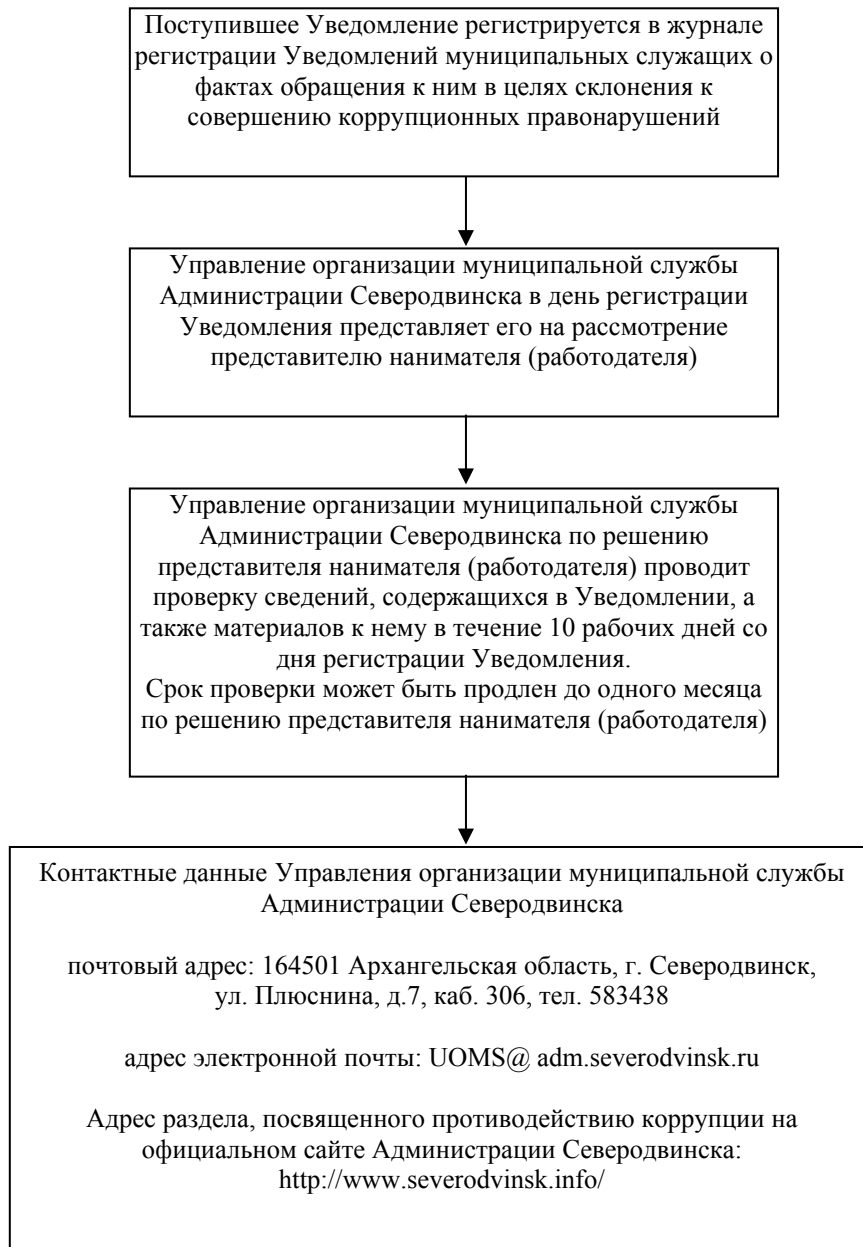 Поступившее Уведомление регистрируется в журнале
регистрации Уведомлений муниципальных служащих о
фактах обращения к ним в целях склонения к
совершению коррупционных правонарушений
Управление организации муниципальной службы
Администрации Северодвинска в день регистрации
Уведомления представляет его на рассмотрение
представителю нанимателя (работодателя)
Управление организации муниципальной службы
Администрации Северодвинска по решению
представителя нанимателя (работодателя) проводит
проверку сведений, содержащихся в Уведомлении, а
также материалов к нему в течение 10 рабочих дней со
дня регистрации Уведомления.
Срок проверки может быть продлен до одного месяца
по решению представителя нанимателя (работодателя)
Контактные данные Управления организации муниципальной службы
Администрации Северодвинска
почтовый адрес: 164501 Архангельская область, г. Северодвинск,
ул. Плюснина, д.7, каб. 306, тел. 583438
адрес электронной почты: UOMS@ adm.severodvinsk.ru
Адрес раздела, посвященного противодействию коррупции на
официальном сайте Администрации Северодвинска:
http://www.severodvinsk.info/